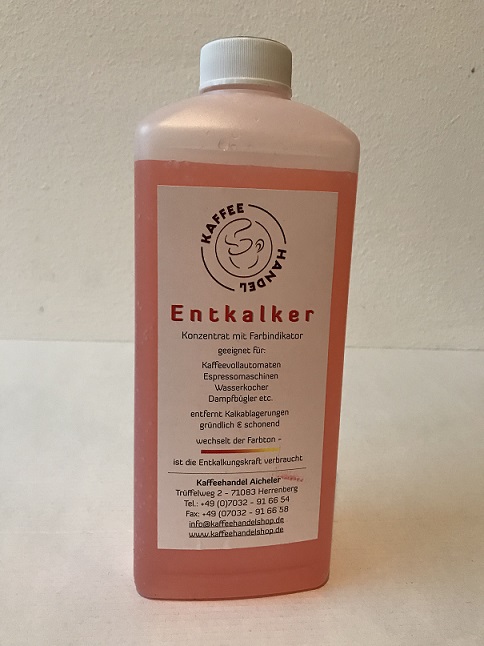 KAFFEE
HANDEL
Entkalker
Konzentrat mit Farbindikator
geeignet für:
Kaffeevollautomaten
Espressomaschinen
Wasserkocher
Dampfbügler etc.
entfernt Kalkablagerungen
gründlich & schonend
wechselt der Farbton -
ist die Entkalkungskraft verbraucht
Kaffeehandel Aicheler
Trüffelweg 2 - 71083 Herrenberg
Tel.: +49 (0)7032 - 91 66 54
Fax: +49 (07032 - 91 66 58
info@kaffeehandelshop.de
www.kaffeehandelshop.de